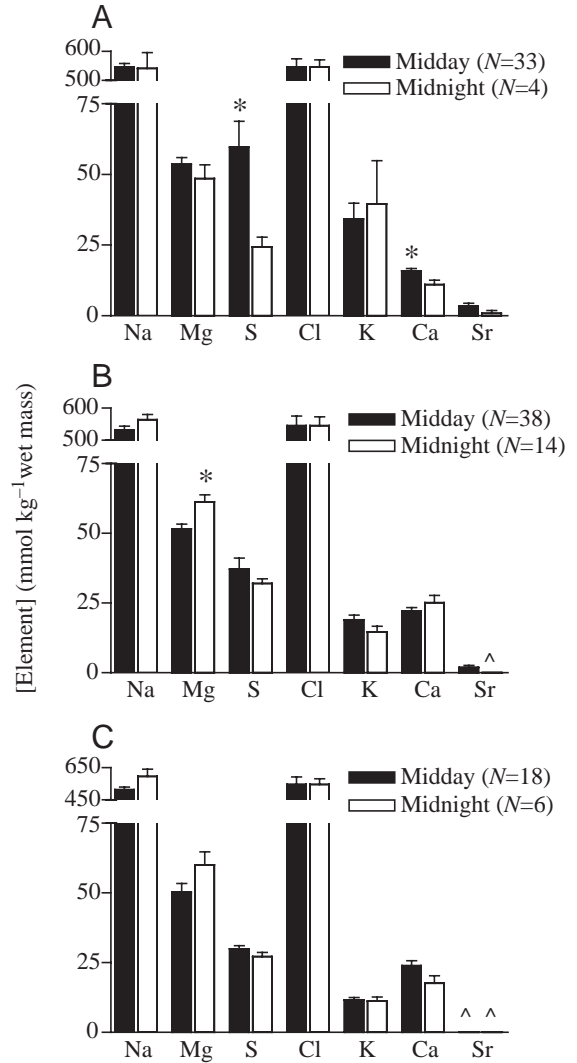 A
600
500
75
50
25
0
Midday (N=33)
Midnight (N=4)
*
*
Na Mg S Cl K Ca Sr
B
600
500
75
50
25
0
Midday (N=38)
Midnight (N=14)
*
^
Na Mg S Cl K Ca Sr
[Element] (mmol kg⁻¹ wet mass)
C
650
450
75
50
25
0
Midday (N=18)
Midnight (N=6)
^ ^
Na Mg S Cl K Ca Sr